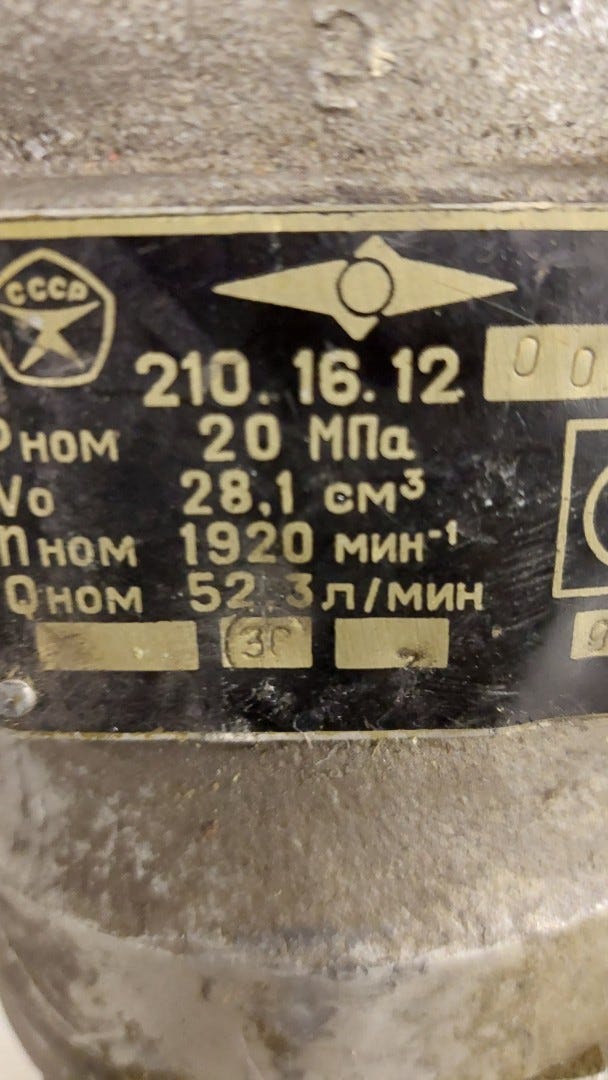 СССР
210.16.12 00
Рном 20 МПа
Vo 28,1 см³
nном 1920 мин⁻¹
Qном 52,3 л/мин